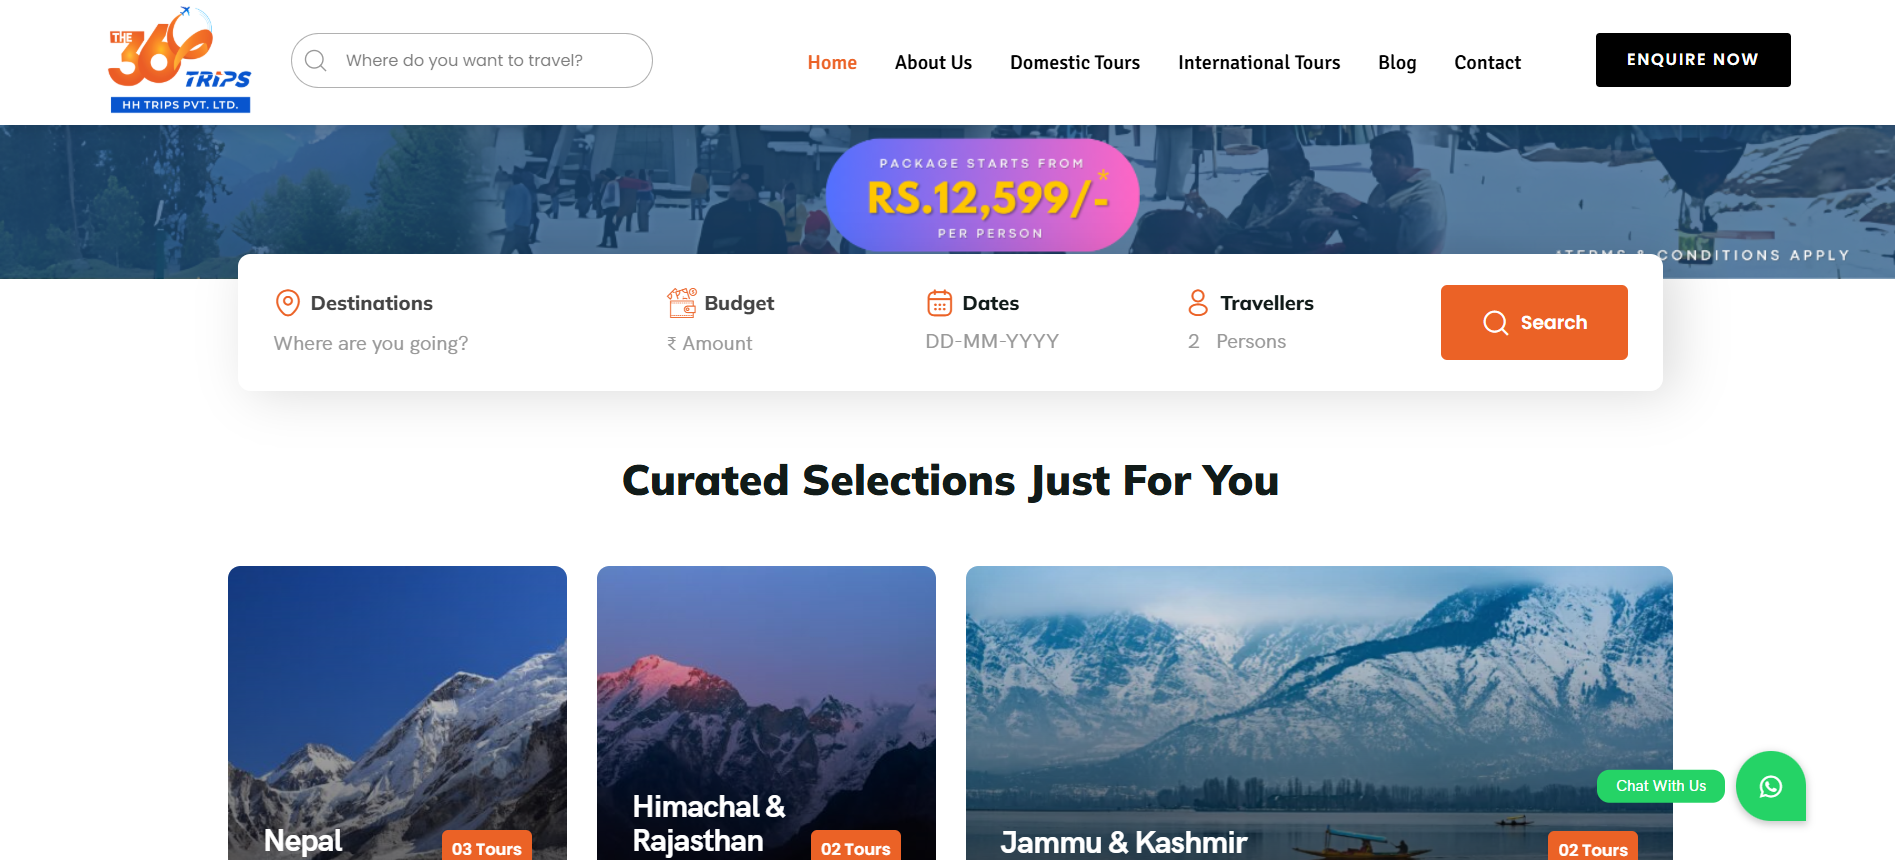 THE
360
TRIPS
HH TRIPS PVT. LTD.
Where do you want to travel?
Home
About Us
Domestic Tours
International Tours
Blog
Contact
ENQUIRE NOW
PACKAGE STARTS FROM
RS.12,599/-*
PER PERSON
*TERMS & CONDITIONS APPLY
Destinations
Where are you going?
Budget
₹ Amount
Dates
DD-MM-YYYY
Travellers
2 Persons
Search
Curated Selections Just For You
Nepal
03 Tours
Himachal &
Rajasthan
02 Tours
Jammu & Kashmir
02 Tours
Chat With Us